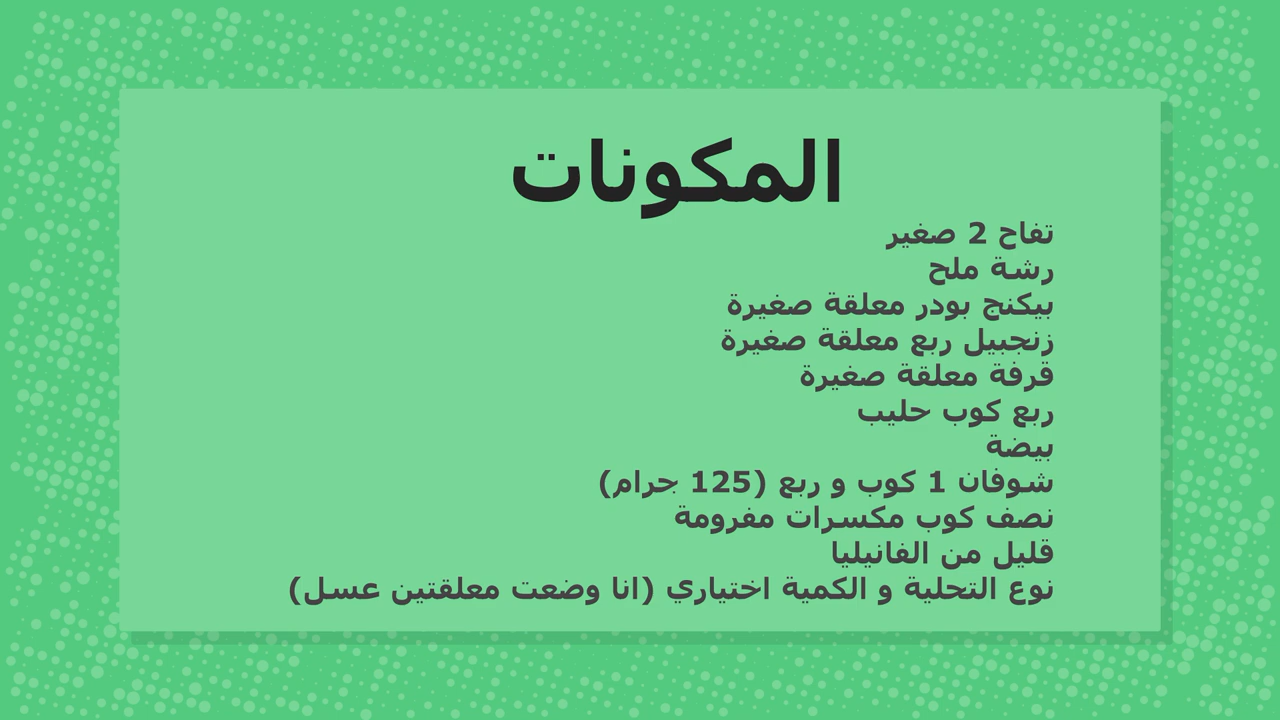 المكونات
تفاح 2 صغير
رشة ملح
بيكنج بودر معلقة صغيرة
زنجبيل ربع معلقة صغيرة
قرفة معلقة صغيرة
ربع كوب حليب
بيضة
شوفان 1 كوب و ربع (125 جرام)
نصف كوب مكسرات مفرومة
قليل من الفانيليا
نوع التحلية و الكمية اختياري (انا وضعت معلقتين عسل)